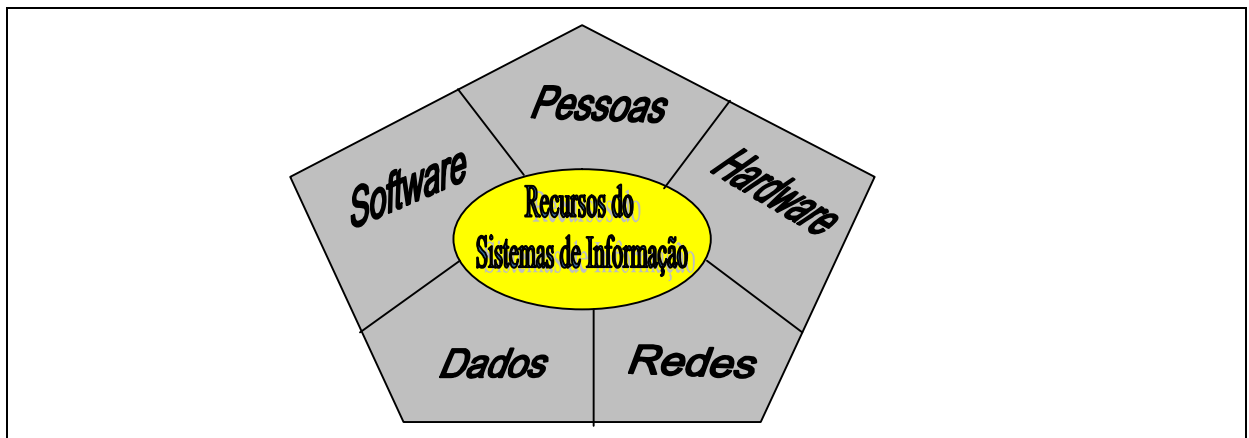 Pessoas
Software
Hardware
Recursos do
Sistemas de Informação
Dados
Redes